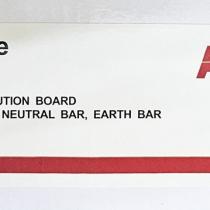 e
A
UTION BOARD
NEUTRAL BAR, EARTH BAR